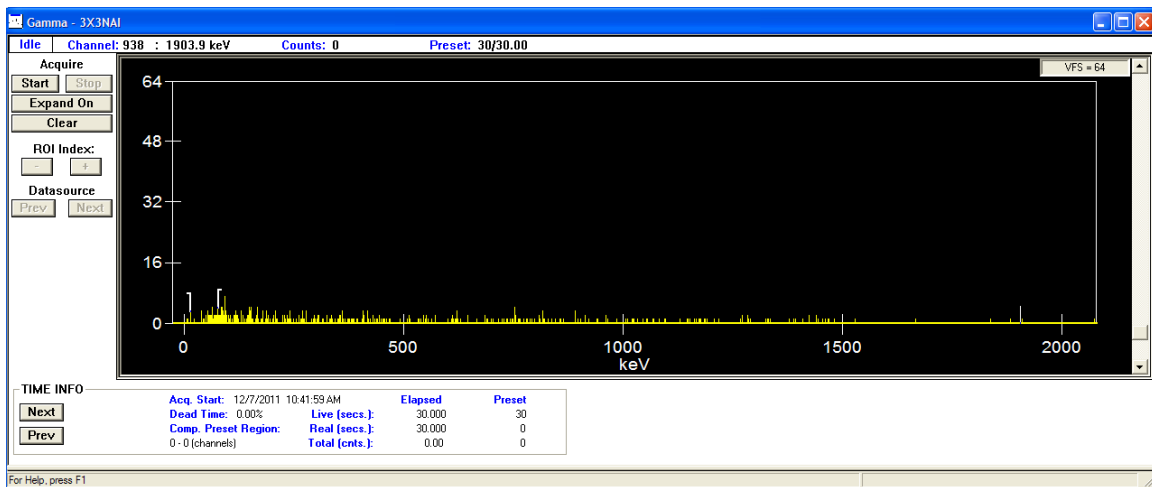 Gamma - 3X3NAI
Idle Channel: 938 : 1903.9 keV Counts: 0 Preset: 30/30.00
Acquire
Start Stop
Expand On
Clear
ROI Index:
- +
Datasource
Prev Next
VFS = 64
64
48
32
16
0
0 500 1000 1500 2000
keV
TIME INFO
Next
Prev
Acq. Start: 12/7/2011 10:41:59 AM Elapsed Preset
Dead Time: 0.00% Live (secs.): 30.000 30
Comp. Preset Region: Real (secs.): 30.000 0
0 - 0 (channels) Total (cnts.): 0.00 0
For Help, press F1